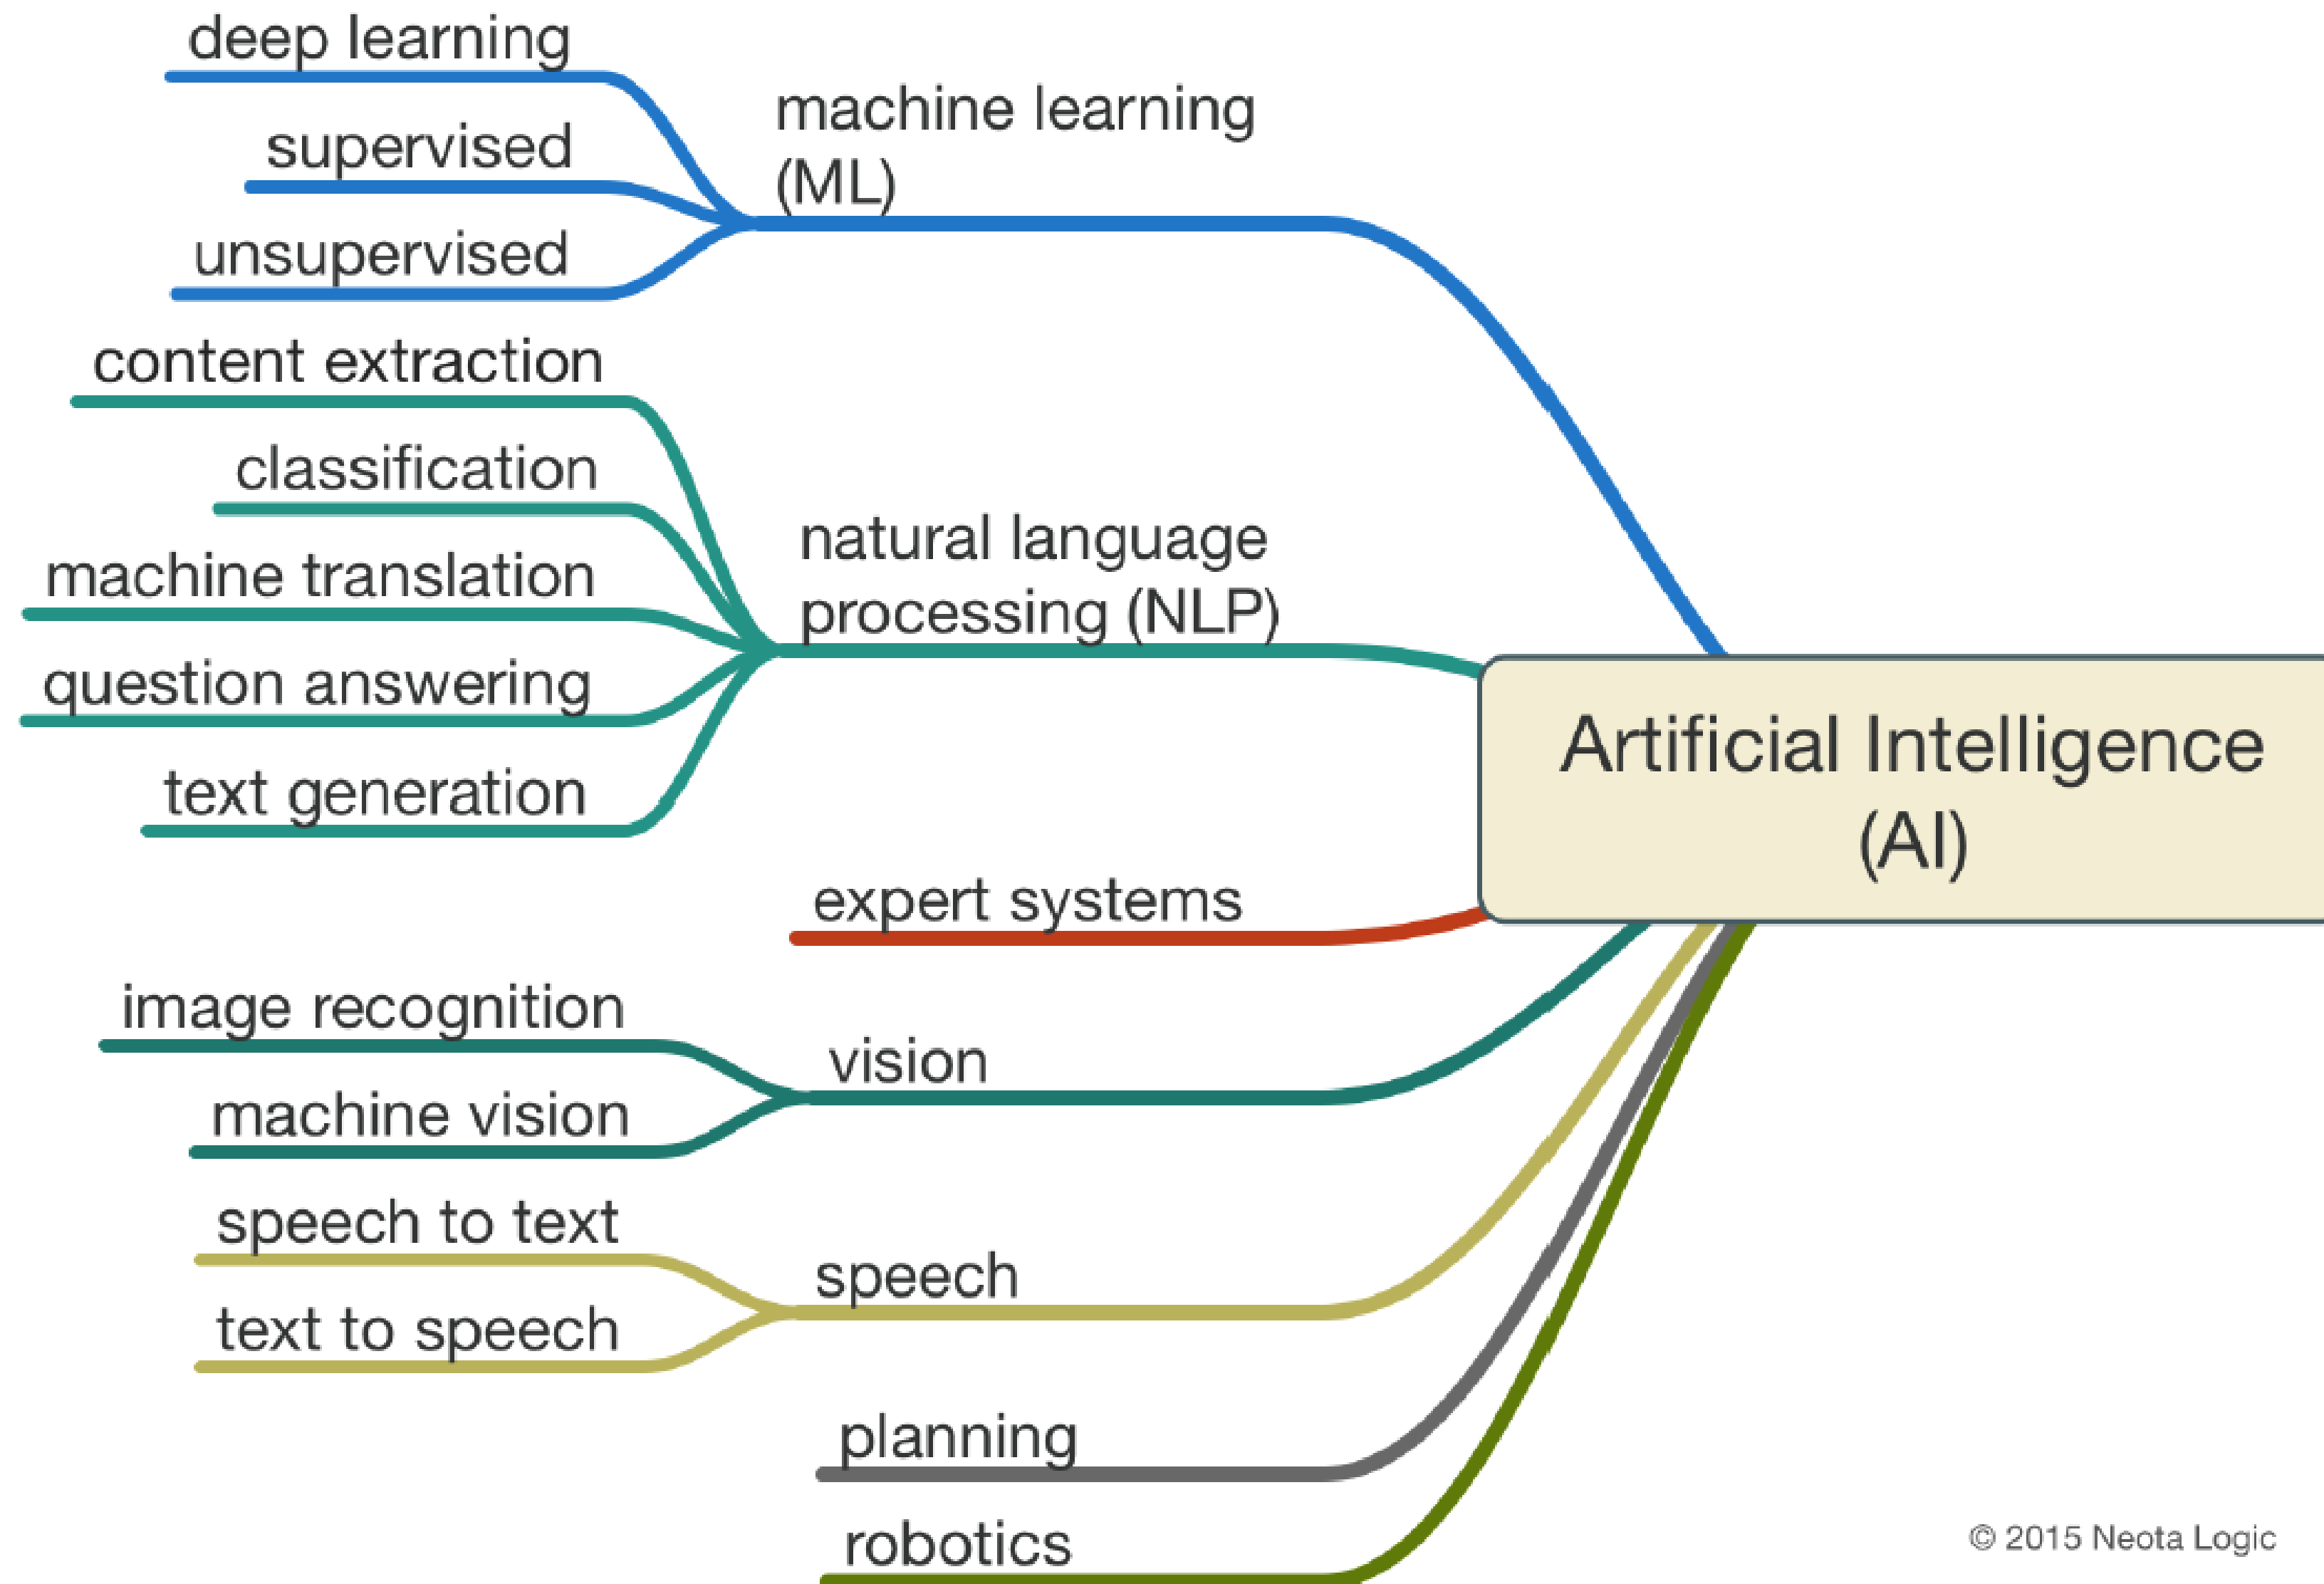 deep learning
supervised
unsupervised
machine learning
(ML)
content extraction
classification
machine translation
question answering
text generation
natural language
processing (NLP)
Artificial Intelligence
(AI)
expert systems
image recognition
machine vision
vision
speech to text
text to speech
speech
planning
robotics
© 2015 Neota Logic